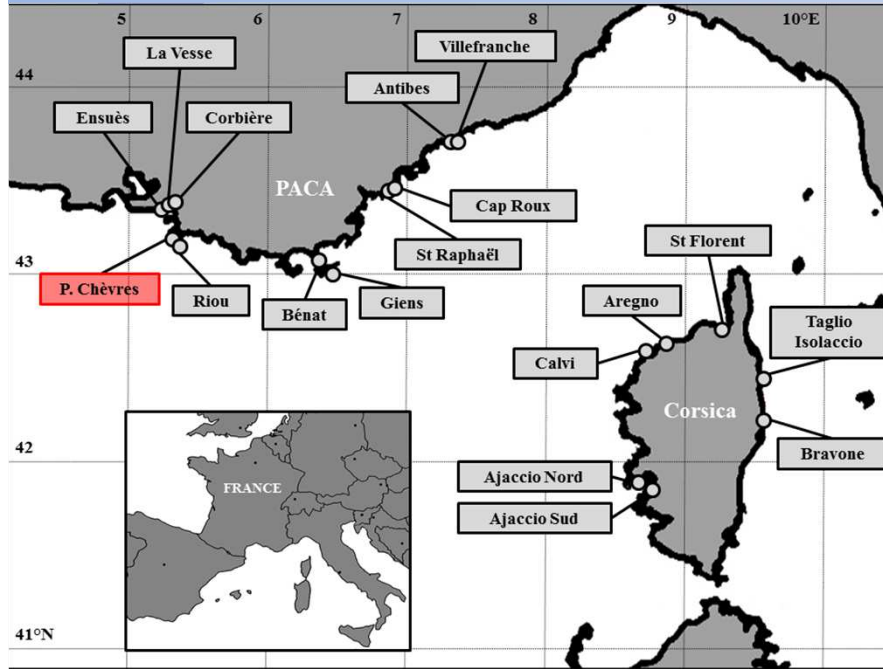 5 6 7 8 9 10°E
La Vesse
Villefranche
44
Antibes
Ensuès
Corbière
PACA
Cap Roux
St Raphaël
St Florent
43
P. Chèvres
Riou
Bénat
Giens
Aregno
Taglio
Isolaccio
Calvi
Corsica
42
Bravone
Ajaccio Nord
FRANCE
Ajaccio Sud
41°N